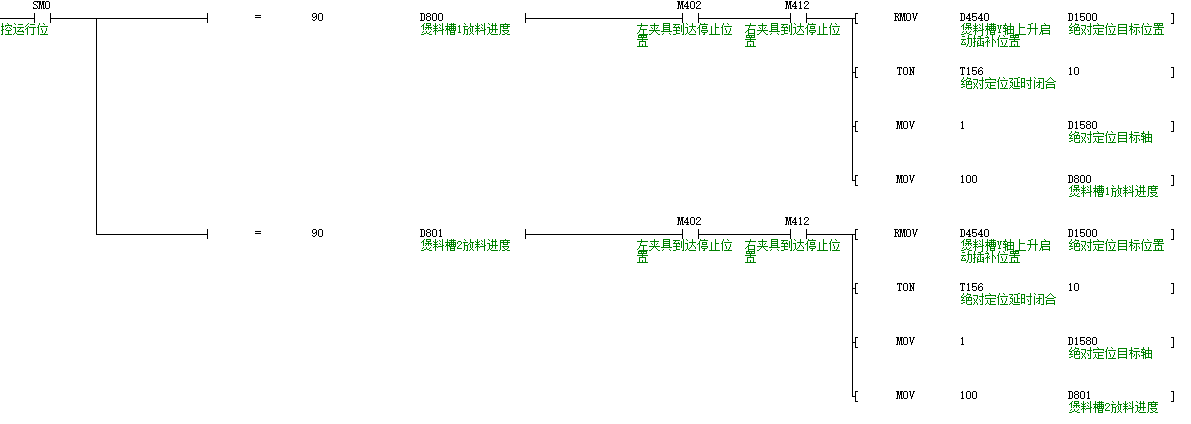 SM0 M402 M412
= 90 D800 [ RMOV D4540 D1500 ]
控运行位 煲料槽1放料进度 左夹具到达停止位置 右夹具到达停止位置 煲料槽Y轴上升启动插补位置 绝对定位目标位置
[ TON T156 10 ]
绝对定位延时闭合
[ MOV 1 D1580 ]
绝对定位目标轴
[ MOV 100 D800 ]
煲料槽1放料进度
M402 M412
= 90 D801 [ RMOV D4540 D1500 ]
煲料槽2放料进度 左夹具到达停止位置 右夹具到达停止位置 煲料槽Y轴上升启动插补位置 绝对定位目标位置
[ TON T156 10 ]
绝对定位延时闭合
[ MOV 1 D1580 ]
绝对定位目标轴
[ MOV 100 D801 ]
煲料槽2放料进度